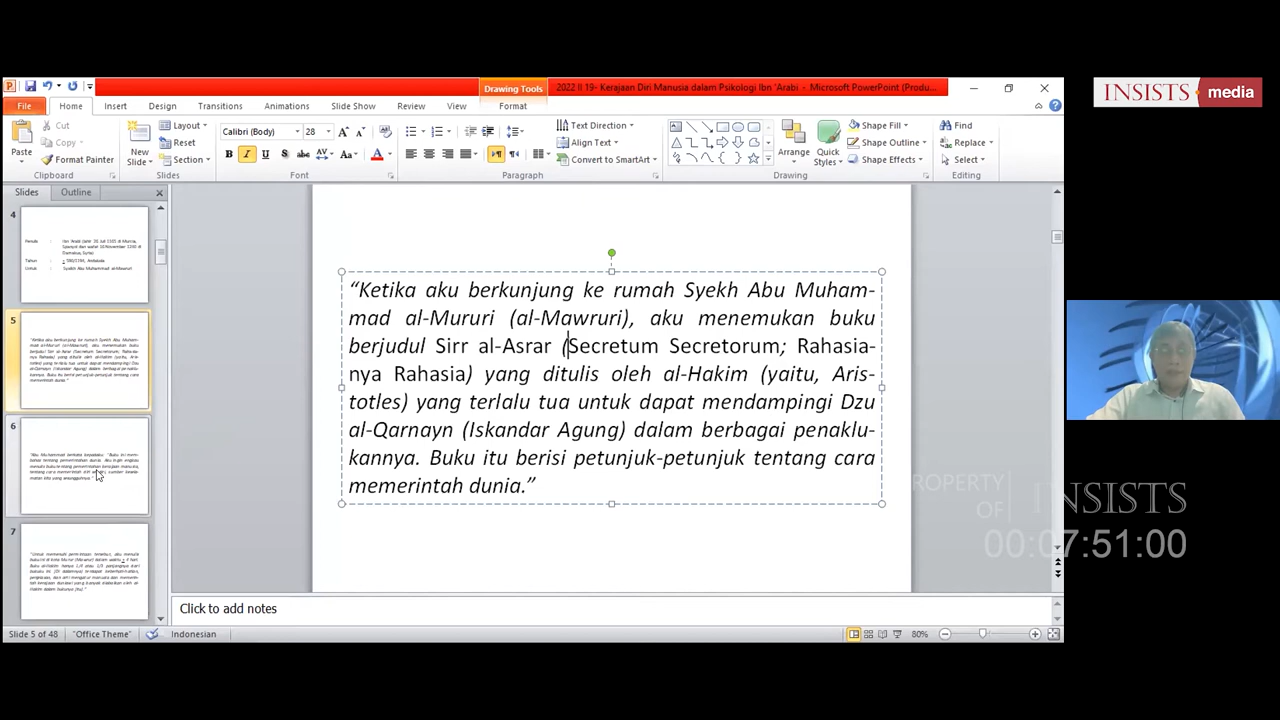 INSISTS media
Drawing Tools
2022 II 19- Kerajaan Diri Manusia dalam Psikologi Ibn 'Arabi - Microsoft PowerPoint (Produ...
File Home Insert Design Transitions Animations Slide Show Review View Format
Cut
Copy
Format Painter
Paste
Clipboard
New
Slide
Layout
Reset
Section
Slides
Calibri (Body) 28
Font
Paragraph
Text Direction
Align Text
Convert to SmartArt
Arrange
Quick
Styles
Shape Fill
Shape Outline
Shape Effects
Drawing
Find
Replace
Select
Editing
Slides Outline
4
5
6
7
“Ketika aku berkunjung ke rumah Syekh Abu Muham-
mad al-Mururi (al-Mawruri), aku menemukan buku
berjudul Sirr al-Asrar (Secretum Secretorum: Rahasia-
nya Rahasia) yang ditulis oleh al-Hakim (yaitu, Aris-
totles) yang terlalu tua untuk dapat mendampingi Dzu
al-Qarnayn (Iskandar Agung) dalam berbagai penaklu-
kannya. Buku itu berisi petunjuk-petunjuk tentang cara
memerintah dunia.”
PROPERTY
OF INSISTS
00:07:51:00
Click to add notes
Slide 5 of 48 "Office Theme" Indonesian 80%